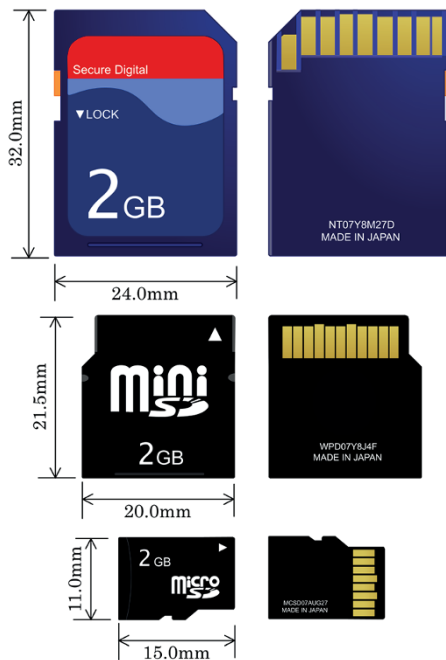 Secure Digital
▼LOCK
2GB
32.0mm
24.0mm
NT07Y8M27D
MADE IN JAPAN
mini
SD
2GB
21.5mm
20.0mm
WPD07Y8J4F
MADE IN JAPAN
2GB
micro
SD
11.0mm
15.0mm
MCSD07AUG27
MADE IN JAPAN